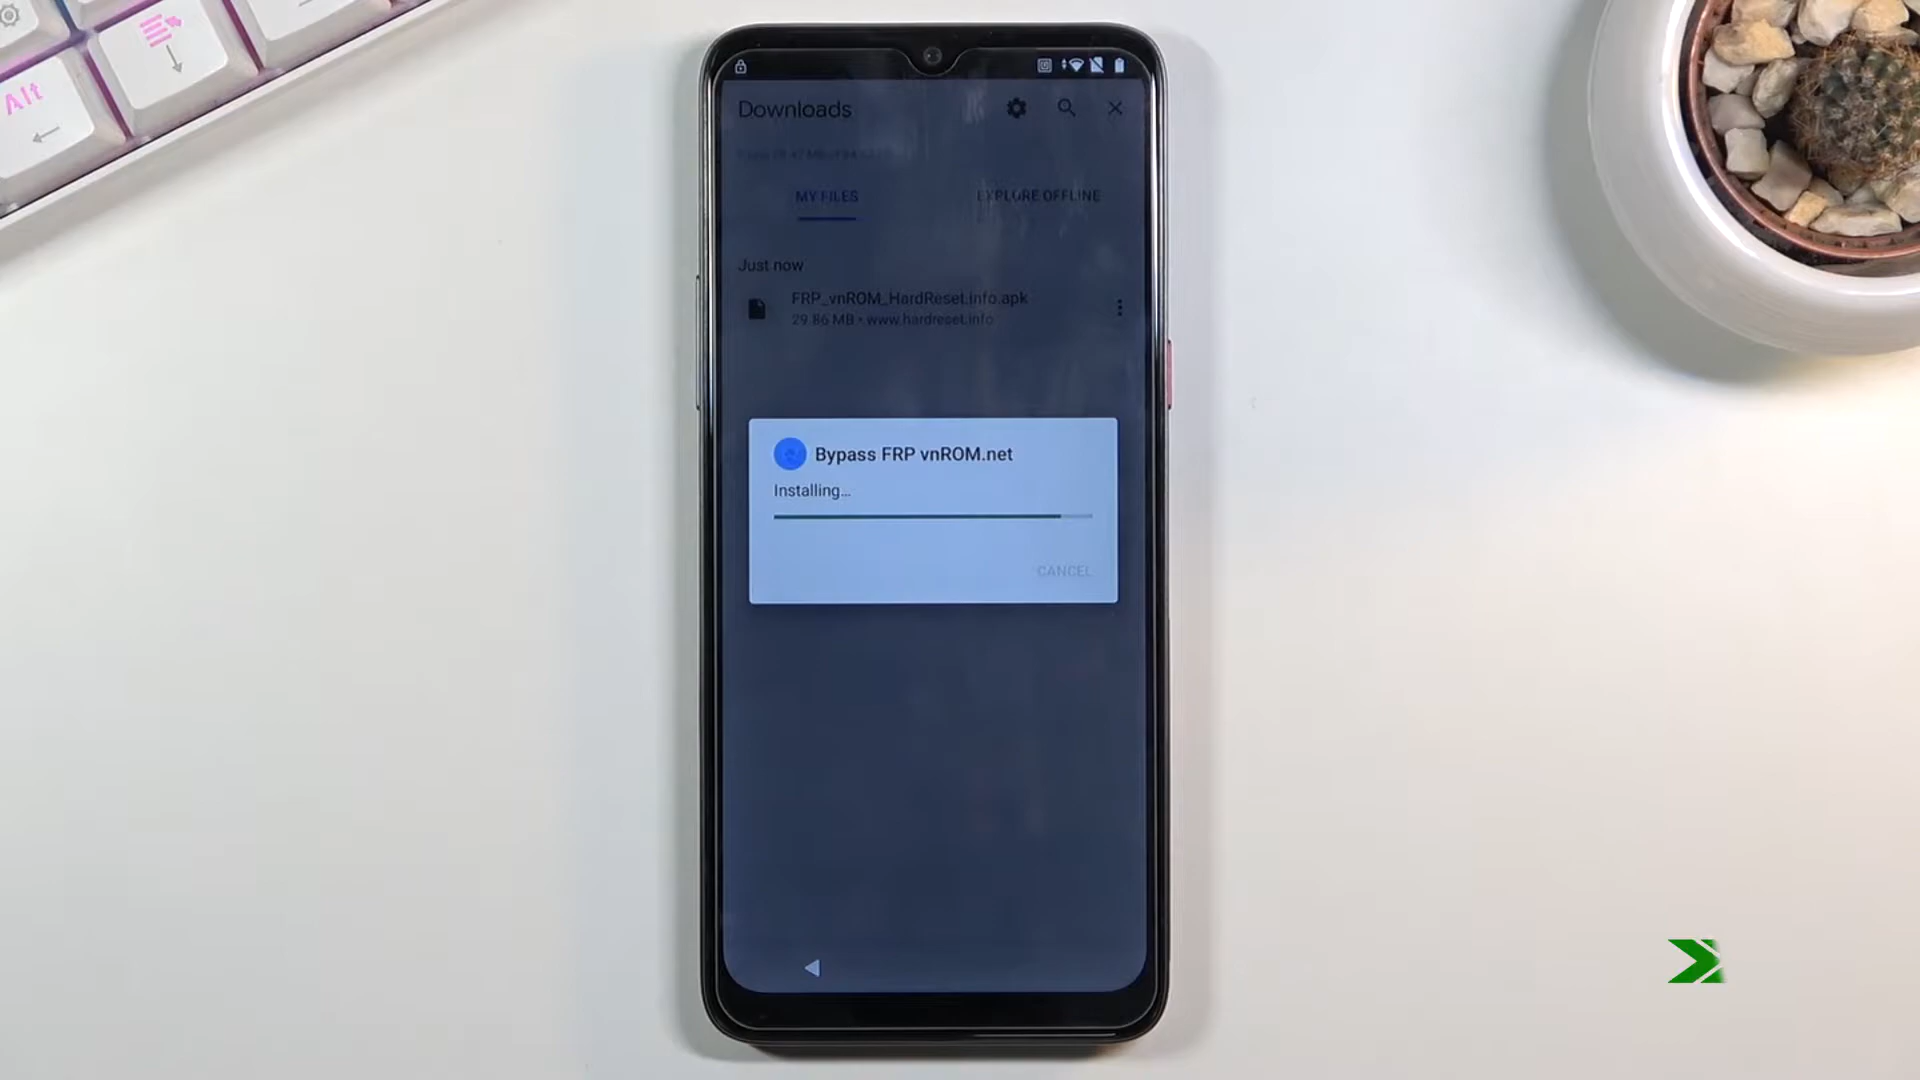 Alt
Downloads
MY FILES
EXPLORE OFFLINE
Just now
FRP_vnROM_HardReset.info.apk
29.86 MB • www.hardreset.info
Bypass FRP vnROM.net
Installing…
CANCEL